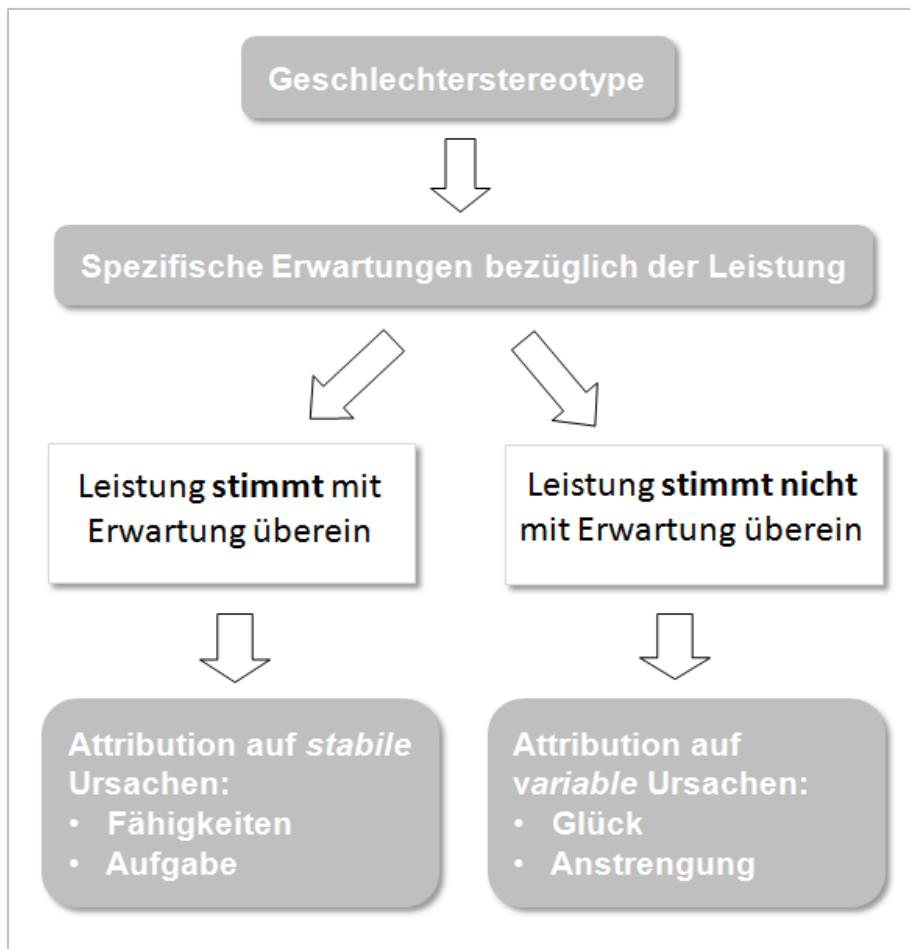 Geschlechterstereotype
Spezifische Erwartungen bezüglich der Leistung
Leistung stimmt mit
Erwartung überein
Leistung stimmt nicht
mit Erwartung überein
Attribution auf stabile
Ursachen:
• Fähigkeiten
• Aufgabe
Attribution auf
variable Ursachen:
• Glück
• Anstrengung